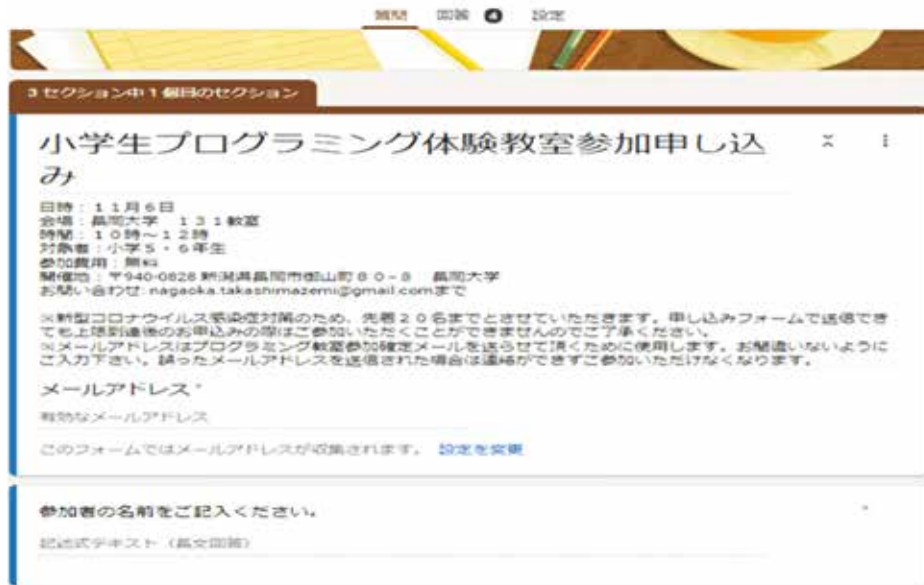 質問 回答 4 設定
3 セクション中 1 個目のセクション
小学生プログラミング体験教室参加申し込
み
日時：１１月６日
会場：長岡大学　１３１教室
時間：１０時～１２時
対象者：小学５・６年生
参加費用：無料
開催地：〒940-0828 新潟県長岡市御山町８０－８　長岡大学
お問い合わせ: nagaoka.takashimazemi@gmail.comまで
※新型コロナウイルス感染症対策のため、先着２０名までとさせていただきます。申し込みフォームで送信でき
ても上限到達後のお申込みの際はご参加いただくことができませんのでご了承ください。
※メールアドレスはプログラミング教室参加確定メールを送らせて頂くために使用します。お間違いないように
ご入力下さい。誤ったメールアドレスを送信された場合は連絡ができずご参加いただけなくなります。
メールアドレス *
有効なメールアドレス
このフォームではメールアドレスが収集されます。 設定を変更
参加者の名前をご記入ください。 *
記述式テキスト（長文回答）